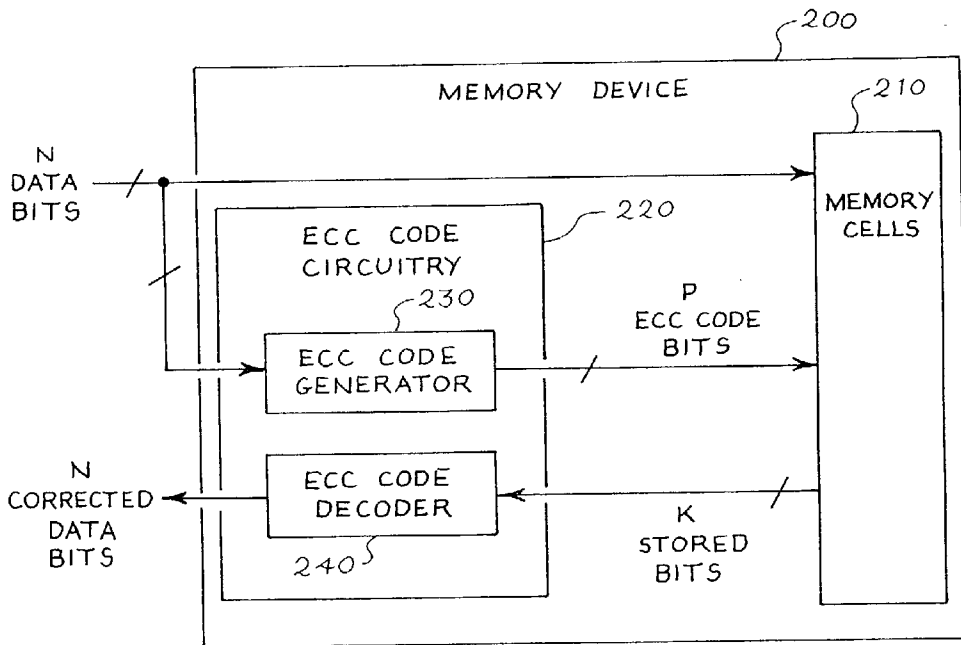 200
MEMORY DEVICE
210
N
DATA
BITS
MEMORY
CELLS
220
ECC CODE
CIRCUITRY
230
P
ECC CODE
BITS
ECC CODE
GENERATOR
N
CORRECTED
DATA
BITS
ECC CODE
DECODER
240
K
STORED
BITS